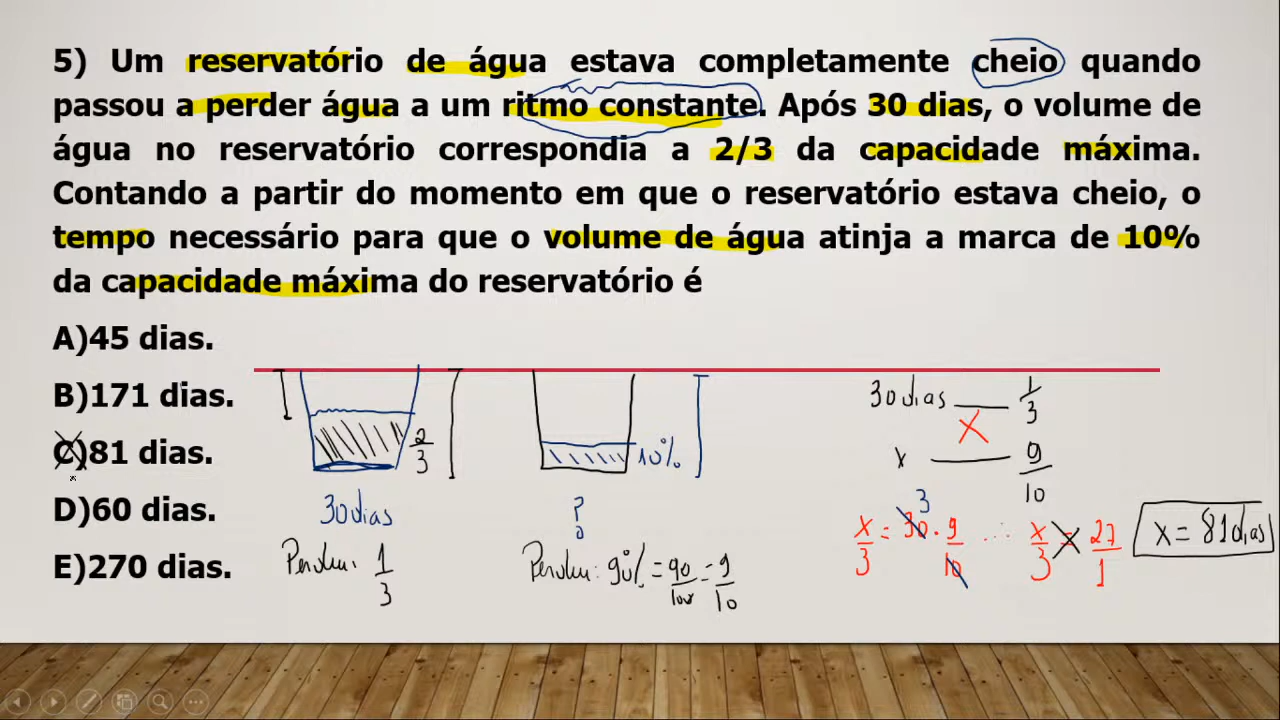 5) Um reservatório de água estava completamente cheio quando
passou a perder água a um ritmo constante. Após 30 dias, o volume de
água no reservatório correspondia a 2/3 da capacidade máxima.
Contando a partir do momento em que o reservatório estava cheio, o
tempo necessário para que o volume de água atinja a marca de 10%
da capacidade máxima do reservatório é
A)45 dias.
B)171 dias.
C)81 dias.
D)60 dias.
E)270 dias.
2/3
30 dias
Perdeu: 1/3
10%
?
Perdeu: 90% = 90/100 = 9/10
30 dias 1/3
x 9/10
x/3 = 30 · 9/10 ∴ x/3 = 27/1
3
x = 81 dias